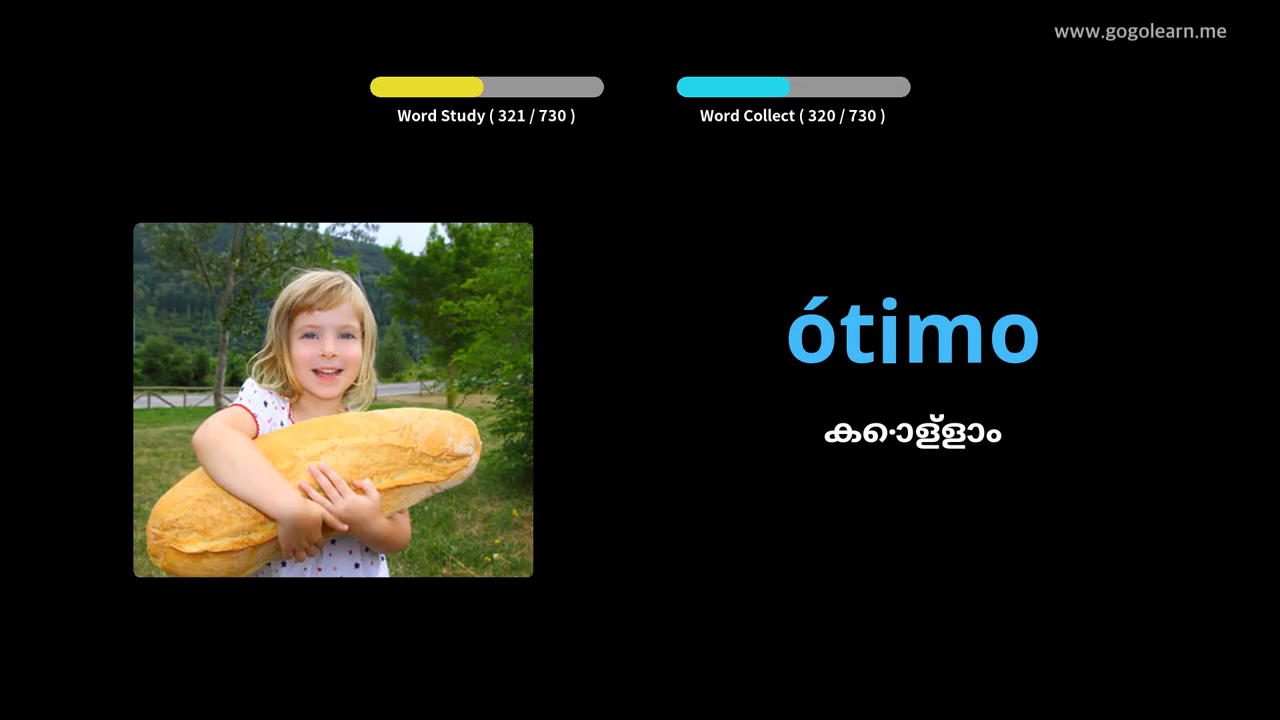 www.gogolearn.me
Word Study ( 321 / 730 )
Word Collect ( 320 / 730 )
ótimo
കൊള്ളാം